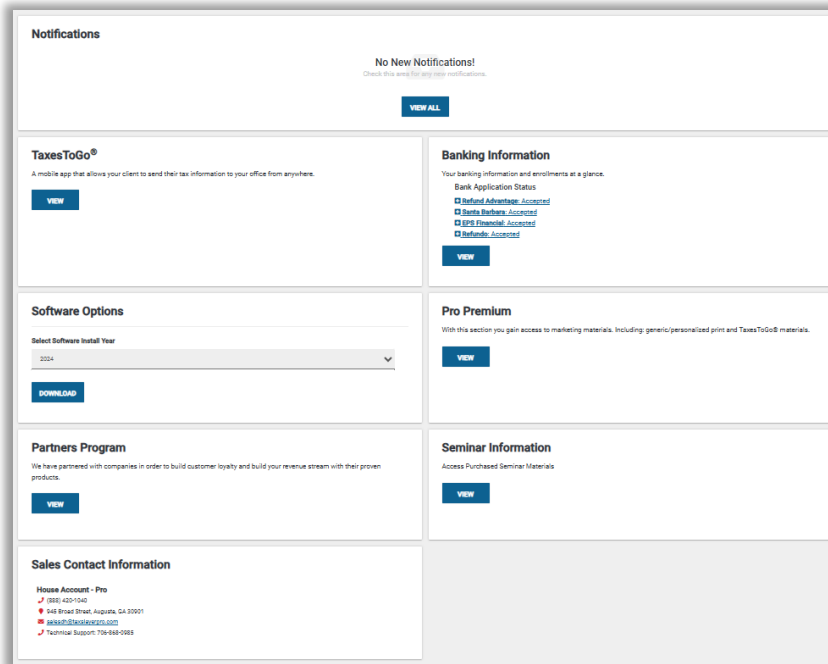 Notifications
No New Notifications!
Check this area for any new notifications.
VIEW ALL
TaxesToGo®
A mobile app that allows your client to send their tax information to your office from anywhere.
VIEW
Banking Information
Your banking information and enrollments at a glance.
Bank Application Status
Refund Advantage: Accepted
Santa Barbara: Accepted
EPS Financial: Accepted
Refundo: Accepted
VIEW
Software Options
Select Software Install Year
2024
DOWNLOAD
Pro Premium
With this section you gain access to marketing materials. Including: generic/personalized print and TaxesToGo® materials.
VIEW
Partners Program
We have partnered with companies in order to build customer loyalty and build your revenue stream with their proven
products.
VIEW
Seminar Information
Access Purchased Seminar Materials
VIEW
Sales Contact Information
House Account - Pro
(888) 420-1040
945 Broad Street, Augusta, GA 30901
Technical Support: 706-868-0985